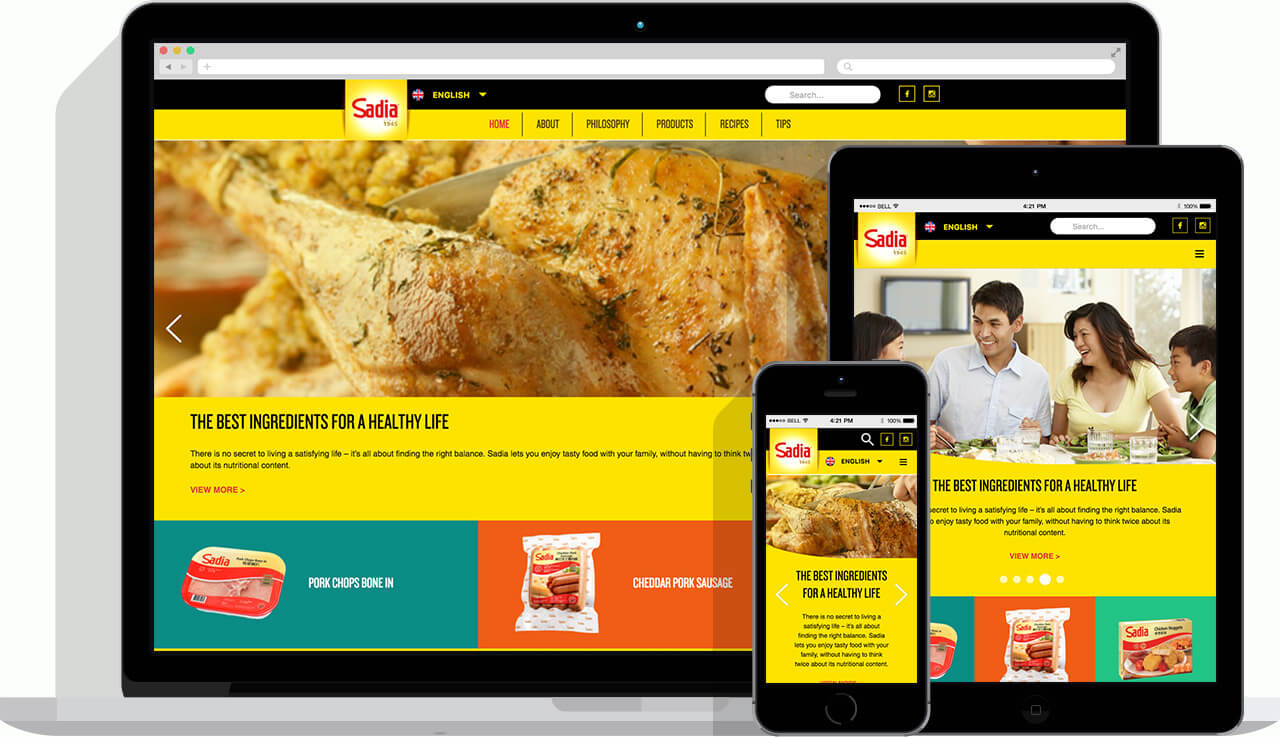 Sadia
1945
ENGLISH
Search...
HOME
ABOUT
PHILOSOPHY
PRODUCTS
RECIPES
TIPS
THE BEST INGREDIENTS FOR A HEALTHY LIFE
There is no secret to living a satisfying life – it's all about finding the right balance. Sadia lets you enjoy tasty food with your family, without having to think tw
about its nutritional content.
VIEW MORE >
Sadia
PORK CHOPS BONE IN
Sadia
CHEDDAR PORK SAUSAGE
BELL
4:21 PM
100%
Sadia
1945
ENGLISH
Search...
THE BEST INGREDIENTS FOR A HEALTHY LIFE
secret to living a satisfying life – it's all about finding the right balance. Sadia
o enjoy tasty food with your family, without having to think twice about its
nutritional content.
VIEW MORE >
Sadia
Sadia
Chicken Nuggets
BELL
4:21 PM
100%
Sadia
1945
ENGLISH
THE BEST INGREDIENTS
FOR A HEALTHY LIFE
There is no secret to living a
satisfying life – it's all about
finding the right balance. Sadia
lets you enjoy tasty food with your
family, without having to think
twice about its nutritional content.